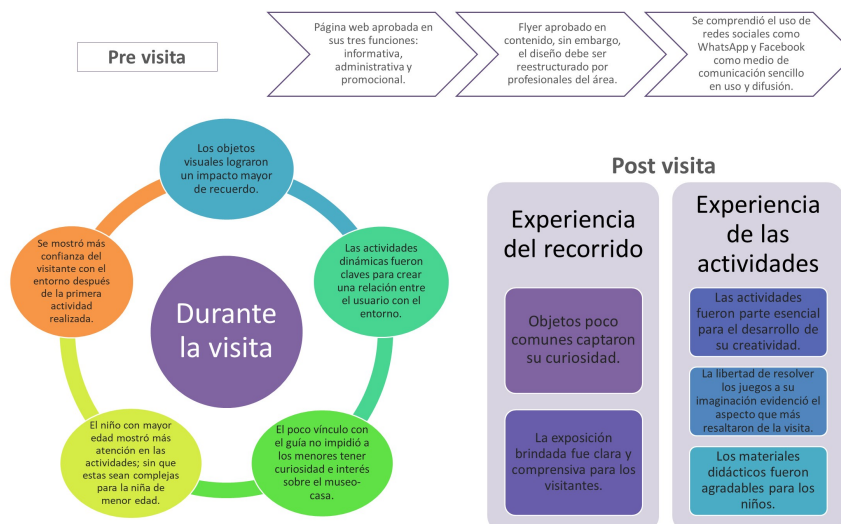 Pre visita
Página web aprobada en
sus tres funciones:
informativa,
administrativa y
promocional.
Flyer aprobado en
contenido, sin embargo,
el diseño debe ser
reestructurado por
profesionales del área.
Se comprendió el uso de
redes sociales como
WhatsApp y Facebook
como medio de
comunicación sencillo
en uso y difusión.
Los objetos
visuales lograron
un impacto mayor
de recuerdo.
Las actividades
dinámicas fueron
claves para crear
una relación entre
el usuario con el
entorno.
El poco vínculo con
el guía no impidió a
los menores tener
curiosidad e interés
sobre el museo-
casa.
El niño con mayor
edad mostró más
atención en las
actividades; sin que
estas sean complejas
para la niña de
menor edad.
Se mostró más
confianza del
visitante con el
entorno después
de la primera
actividad
realizada.
Durante
la visita
Post visita
Experiencia
del recorrido
Objetos poco
comunes captaron
su curiosidad.
La exposición
brindada fue clara y
comprensiva para los
visitantes.
Experiencia
de las
actividades
Las actividades
fueron parte esencial
para el desarrollo de
su creatividad.
La libertad de resolver
los juegos a su
imaginación evidenció el
aspecto que más
resaltaron de la visita.
Los materiales
didácticos fueron
agradables para los
niños.